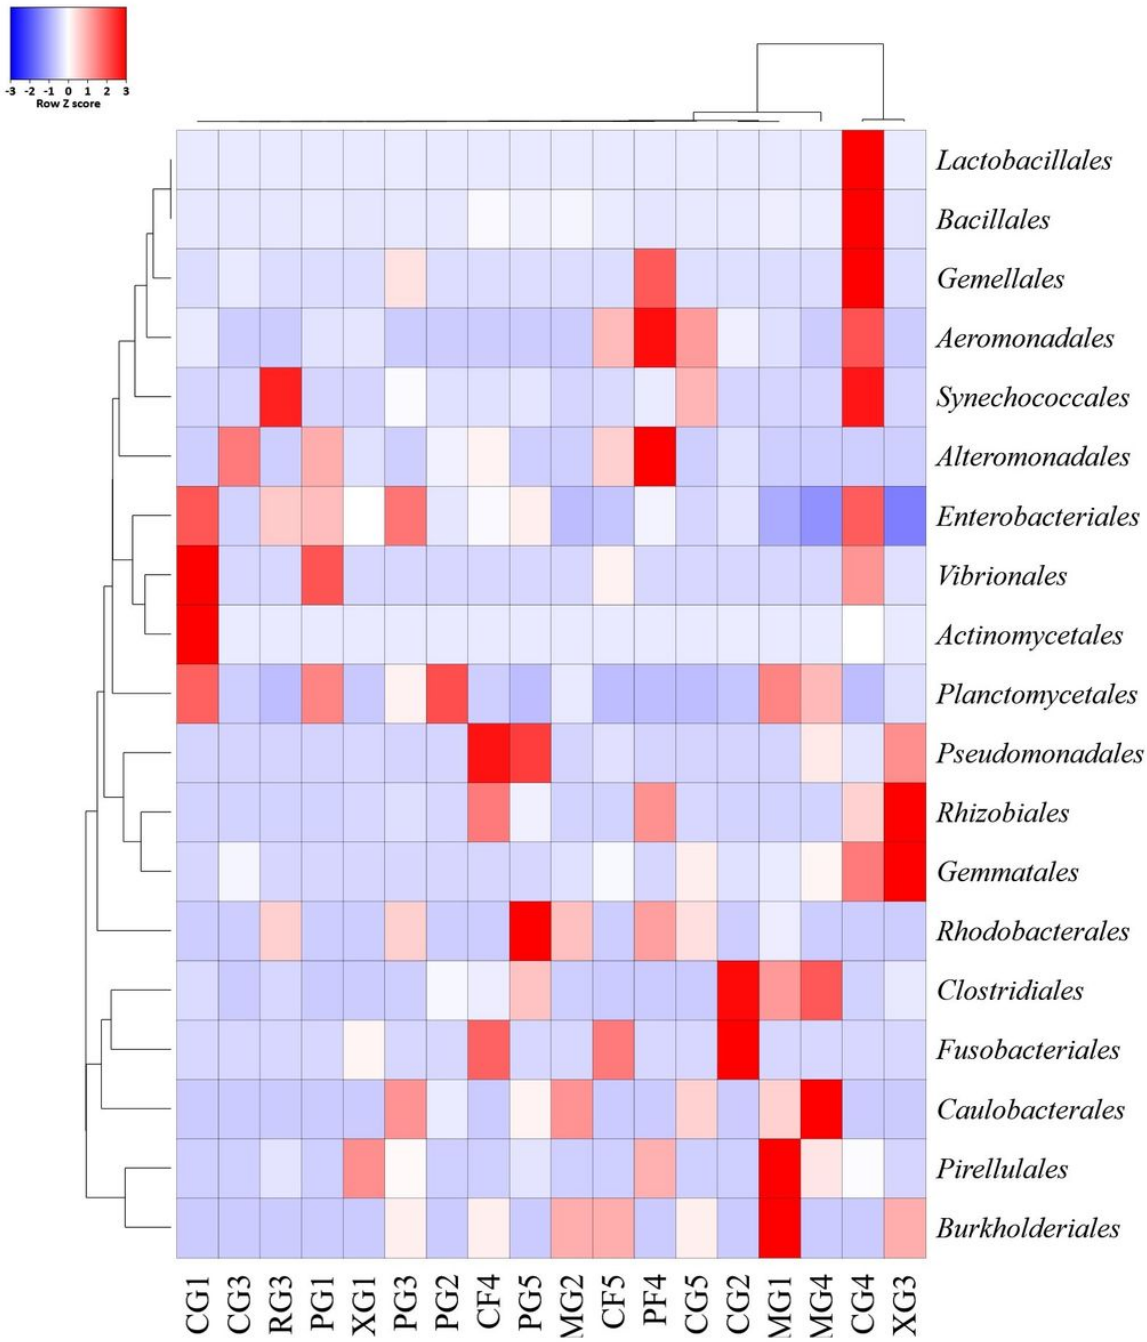 -3 -2 -1 0 1 2 3
Row Z score
Lactobacillales
Bacillales
Gemellales
Aeromonadales
Synechococcales
Alteromonadales
Enterobacteriales
Vibrionales
Actinomycetales
Planctomycetales
Pseudomonadales
Rhizobiales
Gemmatales
Rhodobacterales
Clostridiales
Fusobacteriales
Caulobacterales
Pirellulales
Burkholderiales
CG1 CG3 RG3 PG1 XG1 PG3 PG2 CF4 PG5 MG2 CF5 PF4 CG5 CG2 MG1 MG4 CG4 XG3